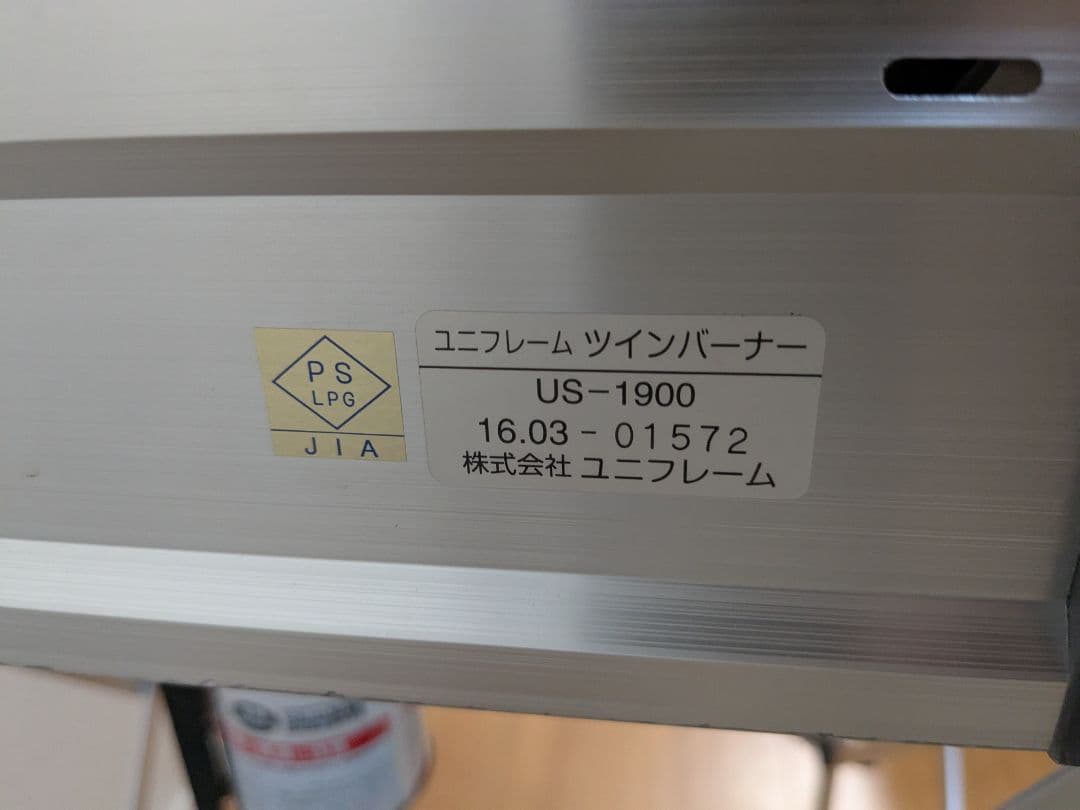 PS
LPG
JIA
ユニフレーム ツインバーナー
US-1900
16.03 - 01572
株式会社 ユニフレーム